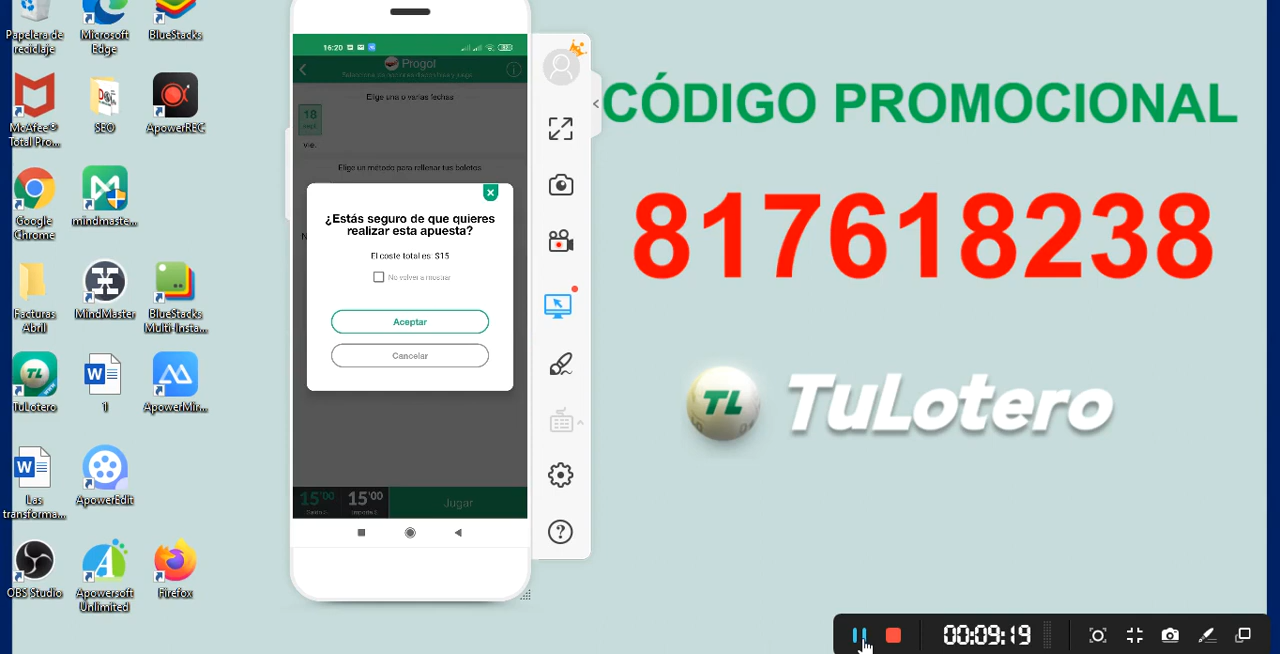 Papelera de
reciclaje
Microsoft
Edge
BlueStacks
McAfee®
Total Pro...
SEO
ApowerREC
Google
Chrome
mindmaste...
Facturas
Abril
MindMaster
BlueStacks
Multi-Insta...
TL
TuLotero
1
ApowerMir...
Las
transforma...
ApowerEdit
OBS Studio
Apowersoft
Unlimited
Firefox
16:20
Progol
Elige una o varias fechas
18
sept.
vie.
Elige un método para rellenar tus boletos
¿Estás seguro de que quieres
realizar esta apuesta?
El coste total es: $15
No volver a mostrar
Aceptar
Cancelar
15'00
15'00
Jugar
CÓDIGO PROMOCIONAL
817618238
TL TuLotero
00:09:19